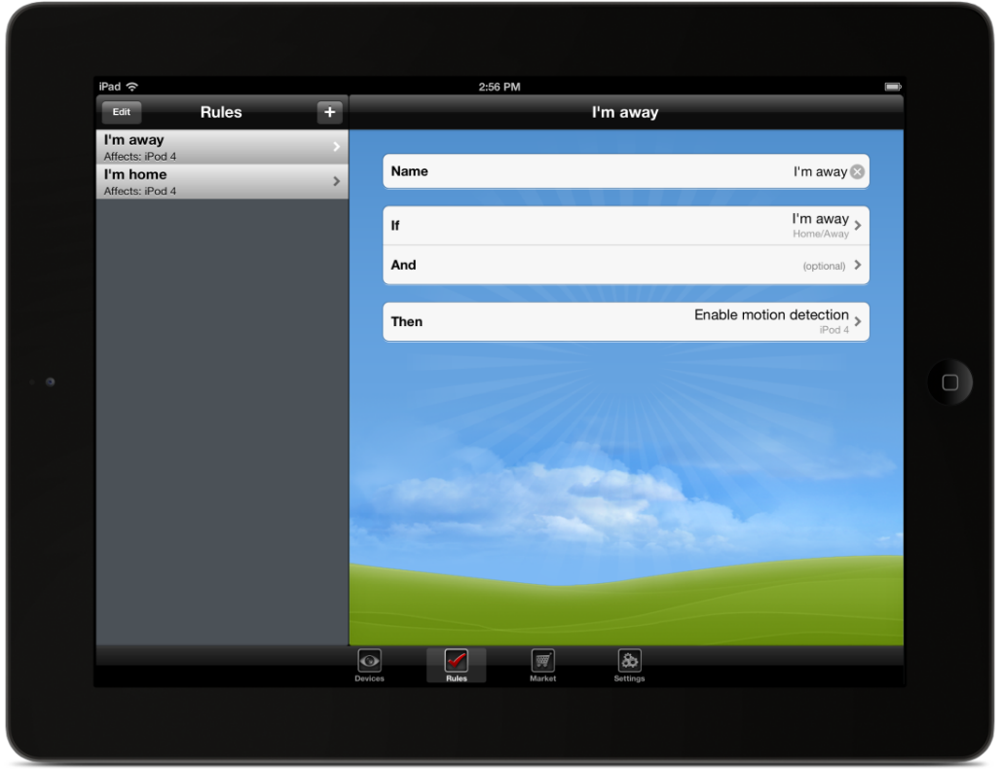 iPad
2:56 PM
Edit
Rules
+
I'm away
I'm away
Affects: iPod 4
I'm home
Affects: iPod 4
Name
I'm away
If
I'm away
Home/Away
And
(optional)
Then
Enable motion detection
iPod 4
Devices
Rules
Market
Settings